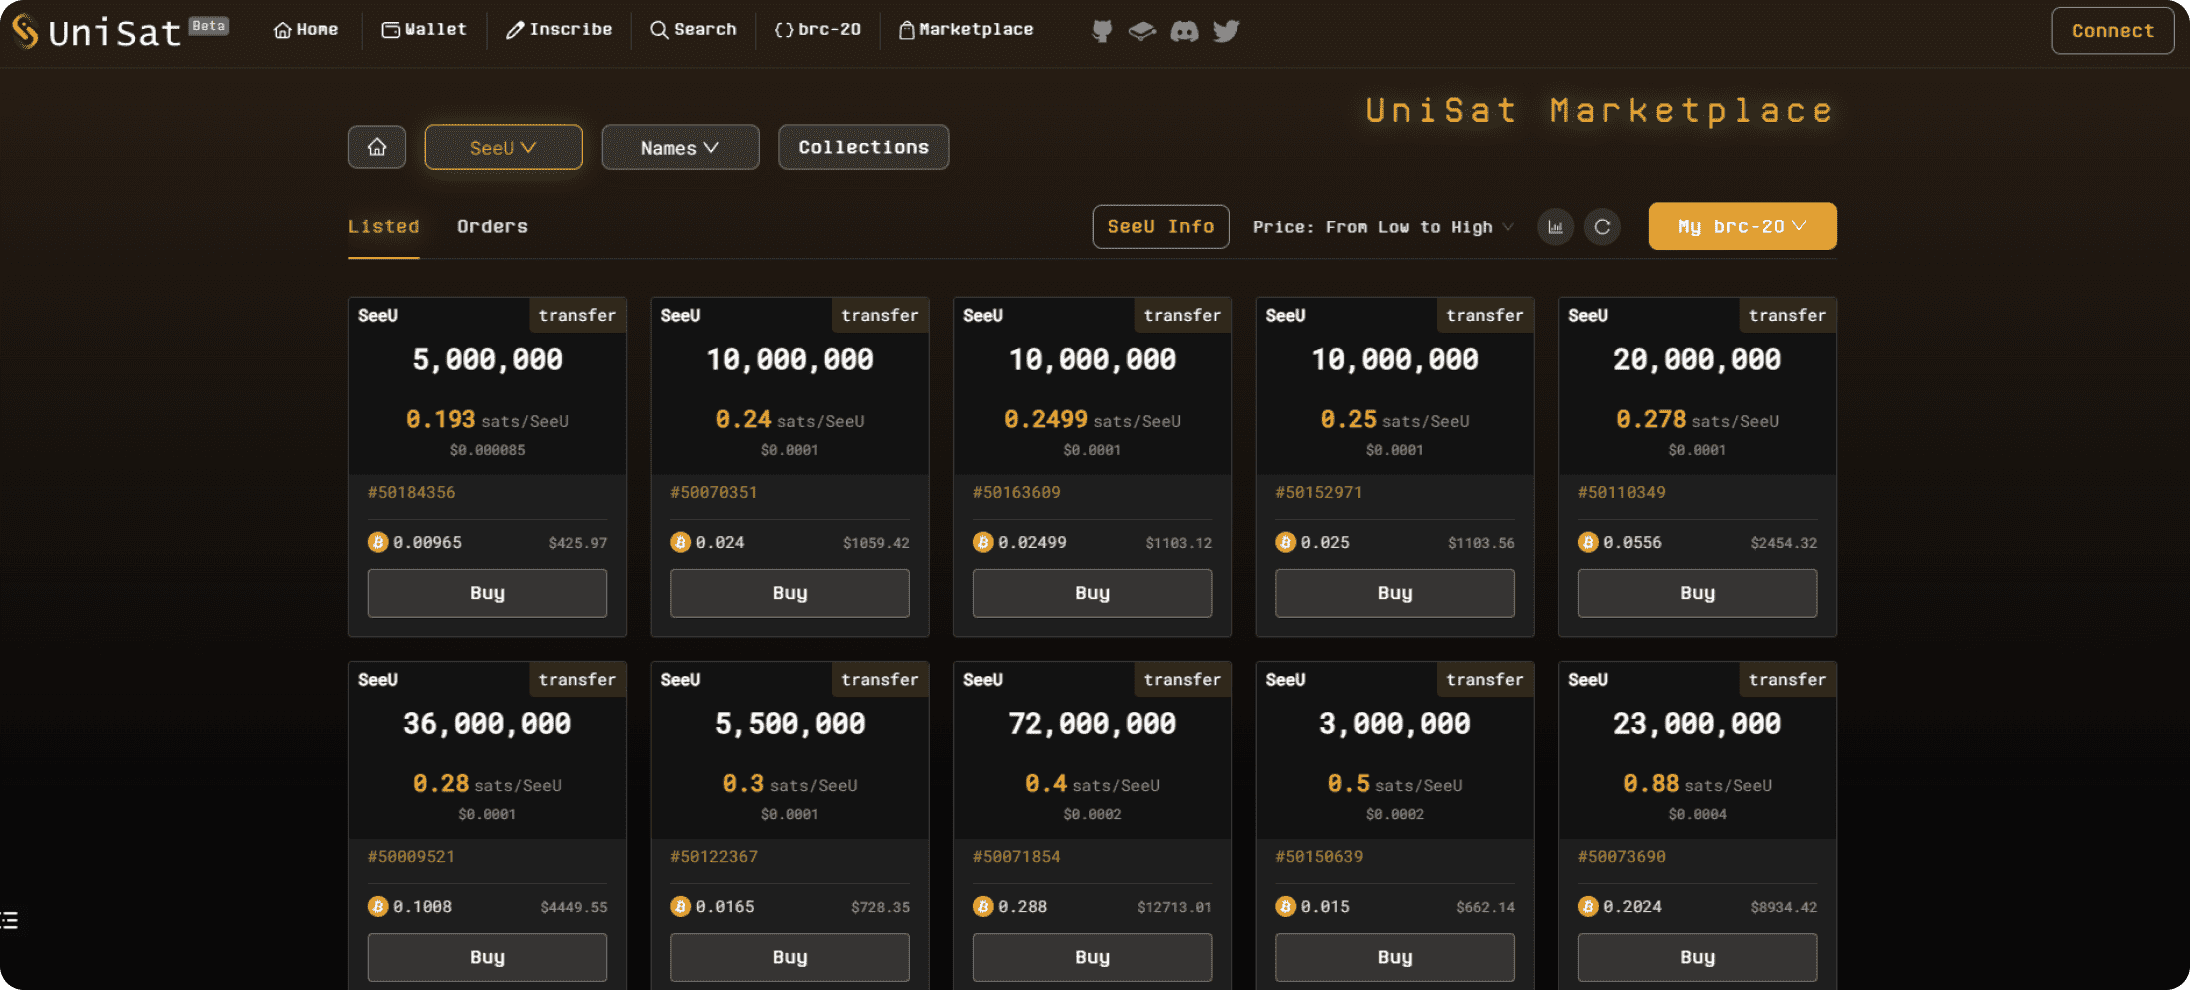 UniSat Beta Home Wallet Inscribe Search {} brc-20 Marketplace Connect
UniSat Marketplace
SeeU Names Collections
Listed Orders SeeU Info Price: From Low to High My brc-20
SeeU transfer
5,000,000
0.193 sats/SeeU
$0.000085
#50184356
0.00965 $425.97
Buy
SeeU transfer
10,000,000
0.24 sats/SeeU
$0.0001
#50070351
0.024 $1059.42
Buy
SeeU transfer
10,000,000
0.2499 sats/SeeU
$0.0001
#50163609
0.02499 $1103.12
Buy
SeeU transfer
10,000,000
0.25 sats/SeeU
$0.0001
#50152971
0.025 $1103.56
Buy
SeeU transfer
20,000,000
0.278 sats/SeeU
$0.0001
#50110349
0.0556 $2454.32
Buy
SeeU transfer
36,000,000
0.28 sats/SeeU
$0.0001
#50009521
0.1008 $4449.55
Buy
SeeU transfer
5,500,000
0.3 sats/SeeU
$0.0001
#50122367
0.0165 $728.35
Buy
SeeU transfer
72,000,000
0.4 sats/SeeU
$0.0002
#50071854
0.288 $12713.01
Buy
SeeU transfer
3,000,000
0.5 sats/SeeU
$0.0002
#50150639
0.015 $662.14
Buy
SeeU transfer
23,000,000
0.88 sats/SeeU
$0.0004
#50073690
0.2024 $8934.42
Buy